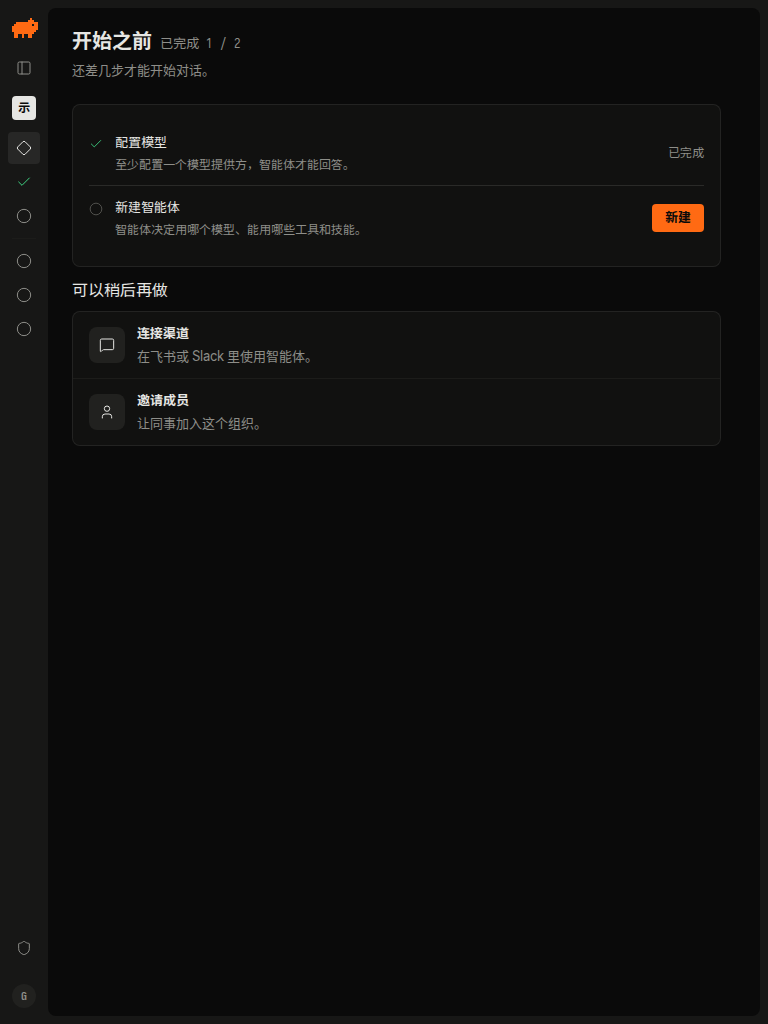 示
开始之前 已完成 1 / 2
还差几步才能开始对话。
配置模型
至少配置一个模型提供方，智能体才能回答。
已完成
新建智能体
智能体决定用哪个模型、能用哪些工具和技能。
新建
可以稍后再做
连接渠道
在飞书或 Slack 里使用智能体。
邀请成员
让同事加入这个组织。
G